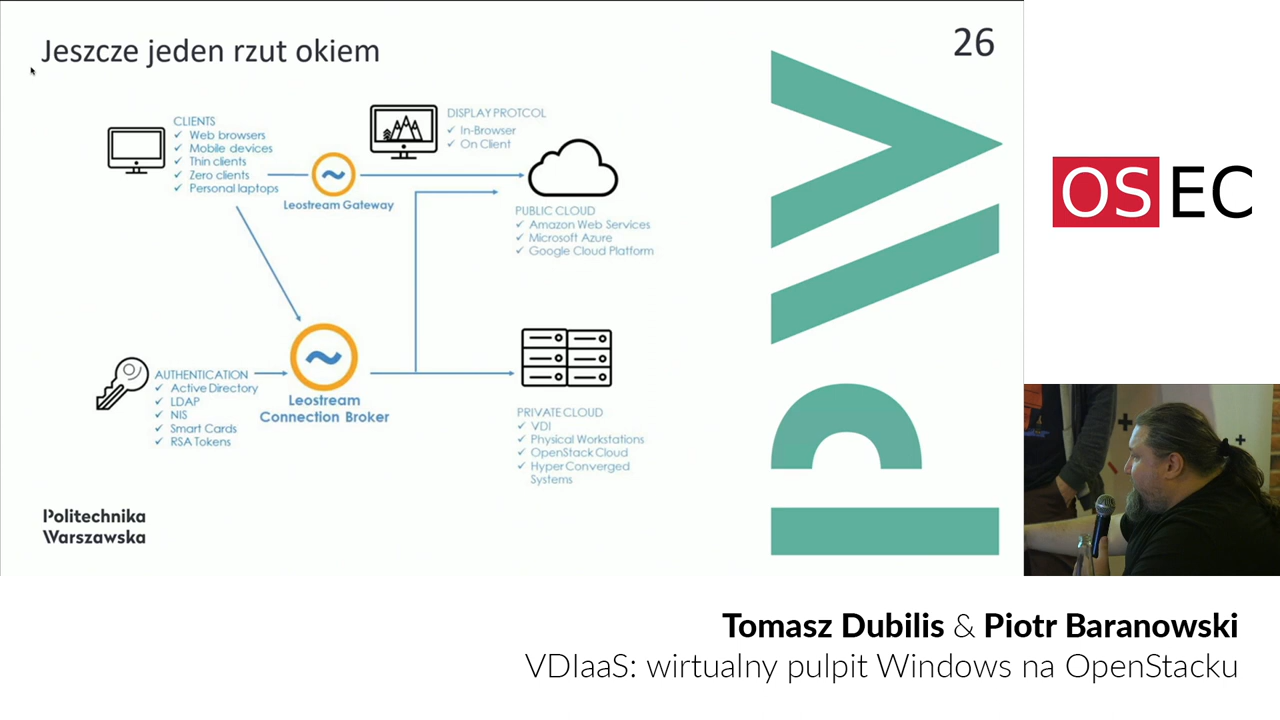 Jeszcze jeden rzut okiem
26
CLIENTS
✓ Web browsers
✓ Mobile devices
✓ Thin clients
✓ Zero clients
✓ Personal laptops
DISPLAY PROTCOL
✓ In-Browser
✓ On Client
Leostream Gateway
PUBLIC CLOUD
✓ Amazon Web Services
✓ Microsoft Azure
✓ Google Cloud Platform
AUTHENTICATION
✓ Active Directory
✓ LDAP
✓ NIS
✓ Smart Cards
✓ RSA Tokens
Leostream
Connection Broker
PRIVATE CLOUD
✓ VDI
✓ Physical Workstations
✓ OpenStack Cloud
✓ Hyper Converged
Systems
Politechnika
Warszawska
PW
OSEC
Tomasz Dubilis & Piotr Baranowski
VDIaaS: wirtualny pulpit Windows na OpenStacku